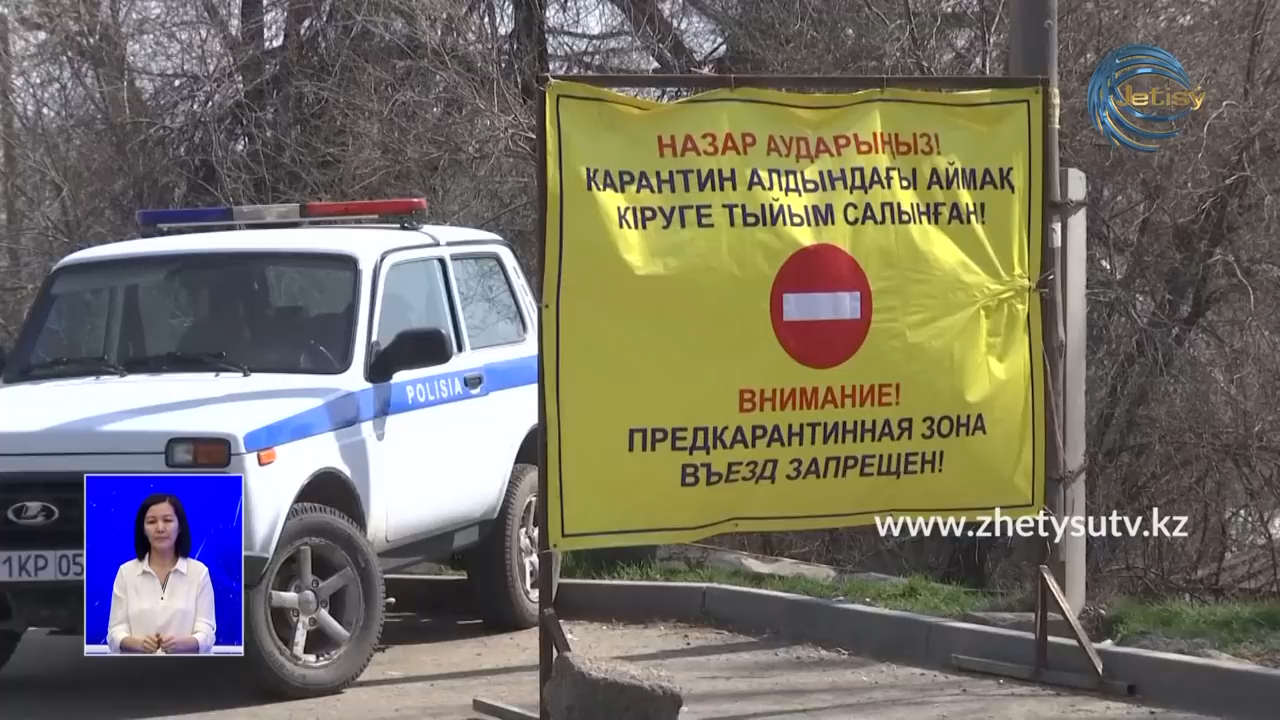 Jetisý
НАЗАР АУДАРЫҢЫЗ!
КАРАНТИН АЛДЫНДАҒЫ АЙМАҚ
КІРУГЕ ТЫЙЫМ САЛЫНҒАН!
ВНИМАНИЕ!
ПРЕДКАРАНТИННАЯ ЗОНА
ВЪЕЗД ЗАПРЕЩЕН!
POLISIA
1KP 05
www.zhetysutv.kz